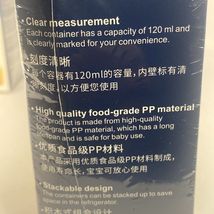 Clear measurement
Each container has a capacity of 120 ml and
is clearly marked for your convenience.
刻度清晰
每个容器有120ml的容量，内壁标有清
晰刻度，以方便您使用
High quality food-grade PP material
The product is made from high-quality
food-grade PP material, which has a long
lifespan and is safe for babies.
优质食品级PP材料
本产品采用优质食品级PP材料制成，
使用寿命长，宝宝可放心使用。
Stackable design
The containers can be stacked up to save
space in the refrigerator.